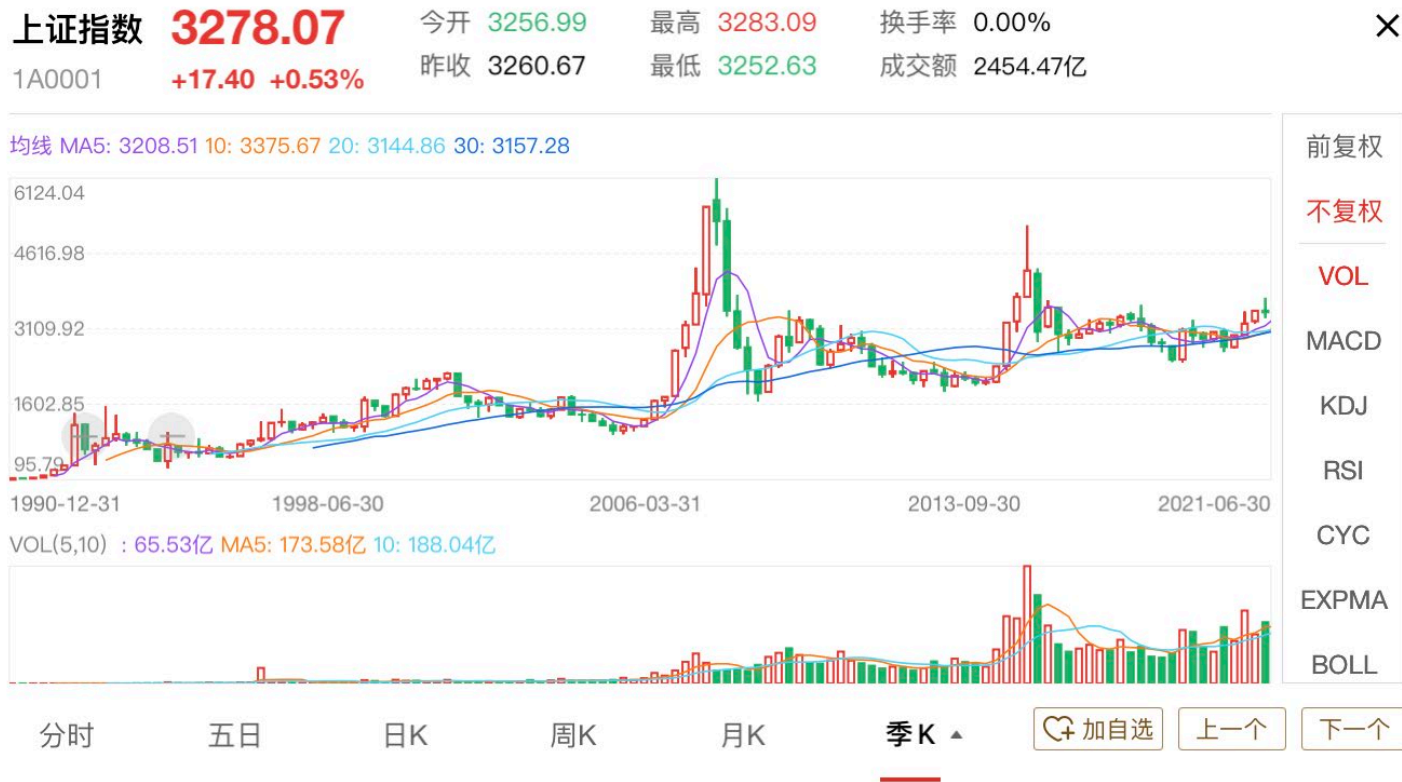 上证指数 3278.07 今开 3256.99 最高 3283.09 换手率 0.00%
1A0001 +17.40 +0.53% 昨收 3260.67 最低 3252.63 成交额 2454.47亿
均线 MA5: 3208.51 10: 3375.67 20: 3144.86 30: 3157.28
前复权
6124.04
不复权
4616.98
VOL
3109.92
MACD
1602.85
KDJ
95.79
RSI
1990-12-31 1998-06-30 2006-03-31 2013-09-30 2021-06-30
CYC
VOL(5,10) : 65.53亿 MA5: 173.58亿 10: 188.04亿
EXPMA
BOLL
分时 五日 日K 周K 月K 季K 加自选 上一个 下一个